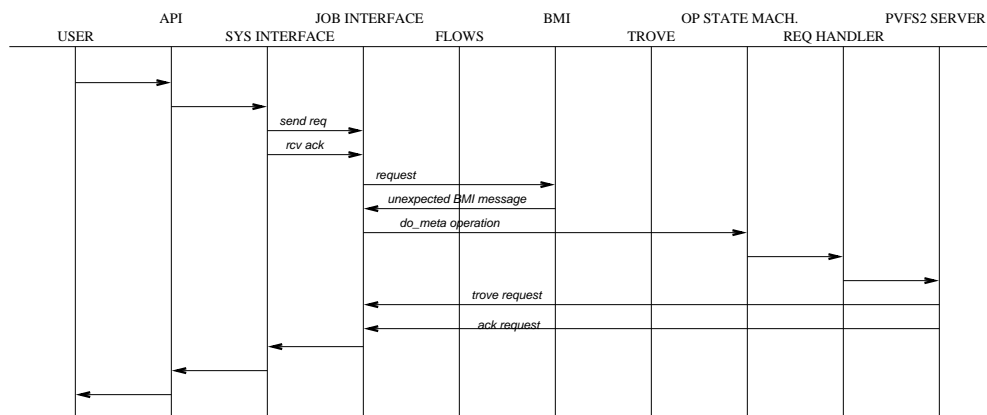 API JOB INTERFACE BMI OP STATE MACH. PVFS2 SERVER
USER SYS INTERFACE FLOWS TROVE REQ HANDLER
send req
rcv ack
request
unexpected BMI message
do_meta operation
trove request
ack request